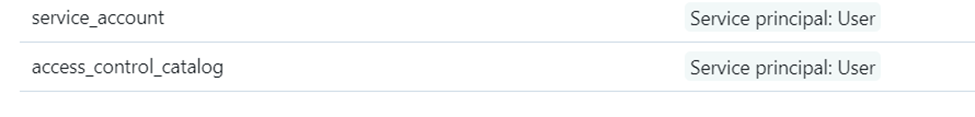 service_account Service principal: User
access_control_catalog Service principal: User